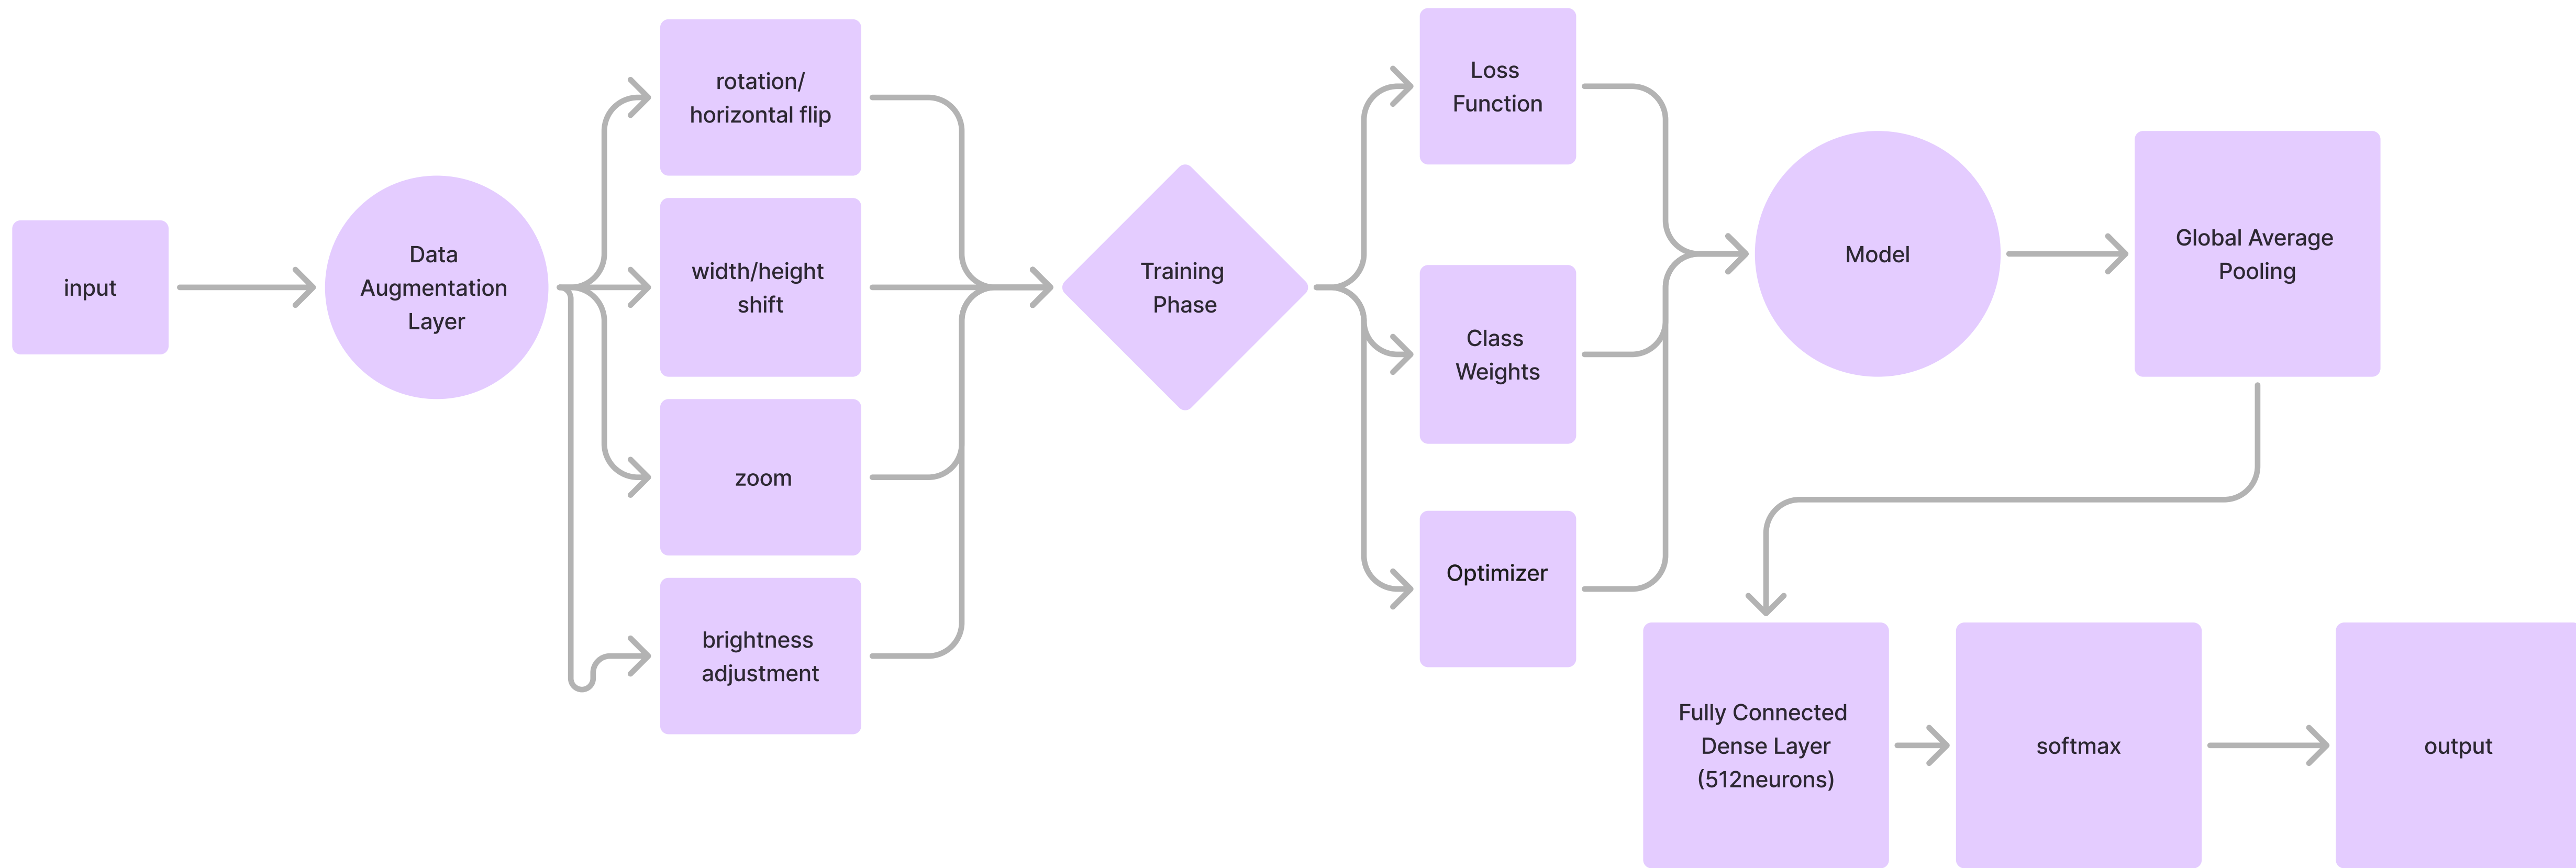 input
Data
Augmentation
Layer
rotation/
horizontal flip
width/height
shift
zoom
brightness
adjustment
Training
Phase
Loss
Function
Class
Weights
Optimizer
Model
Global Average
Pooling
Fully Connected
Dense Layer
(512neurons)
softmax
output